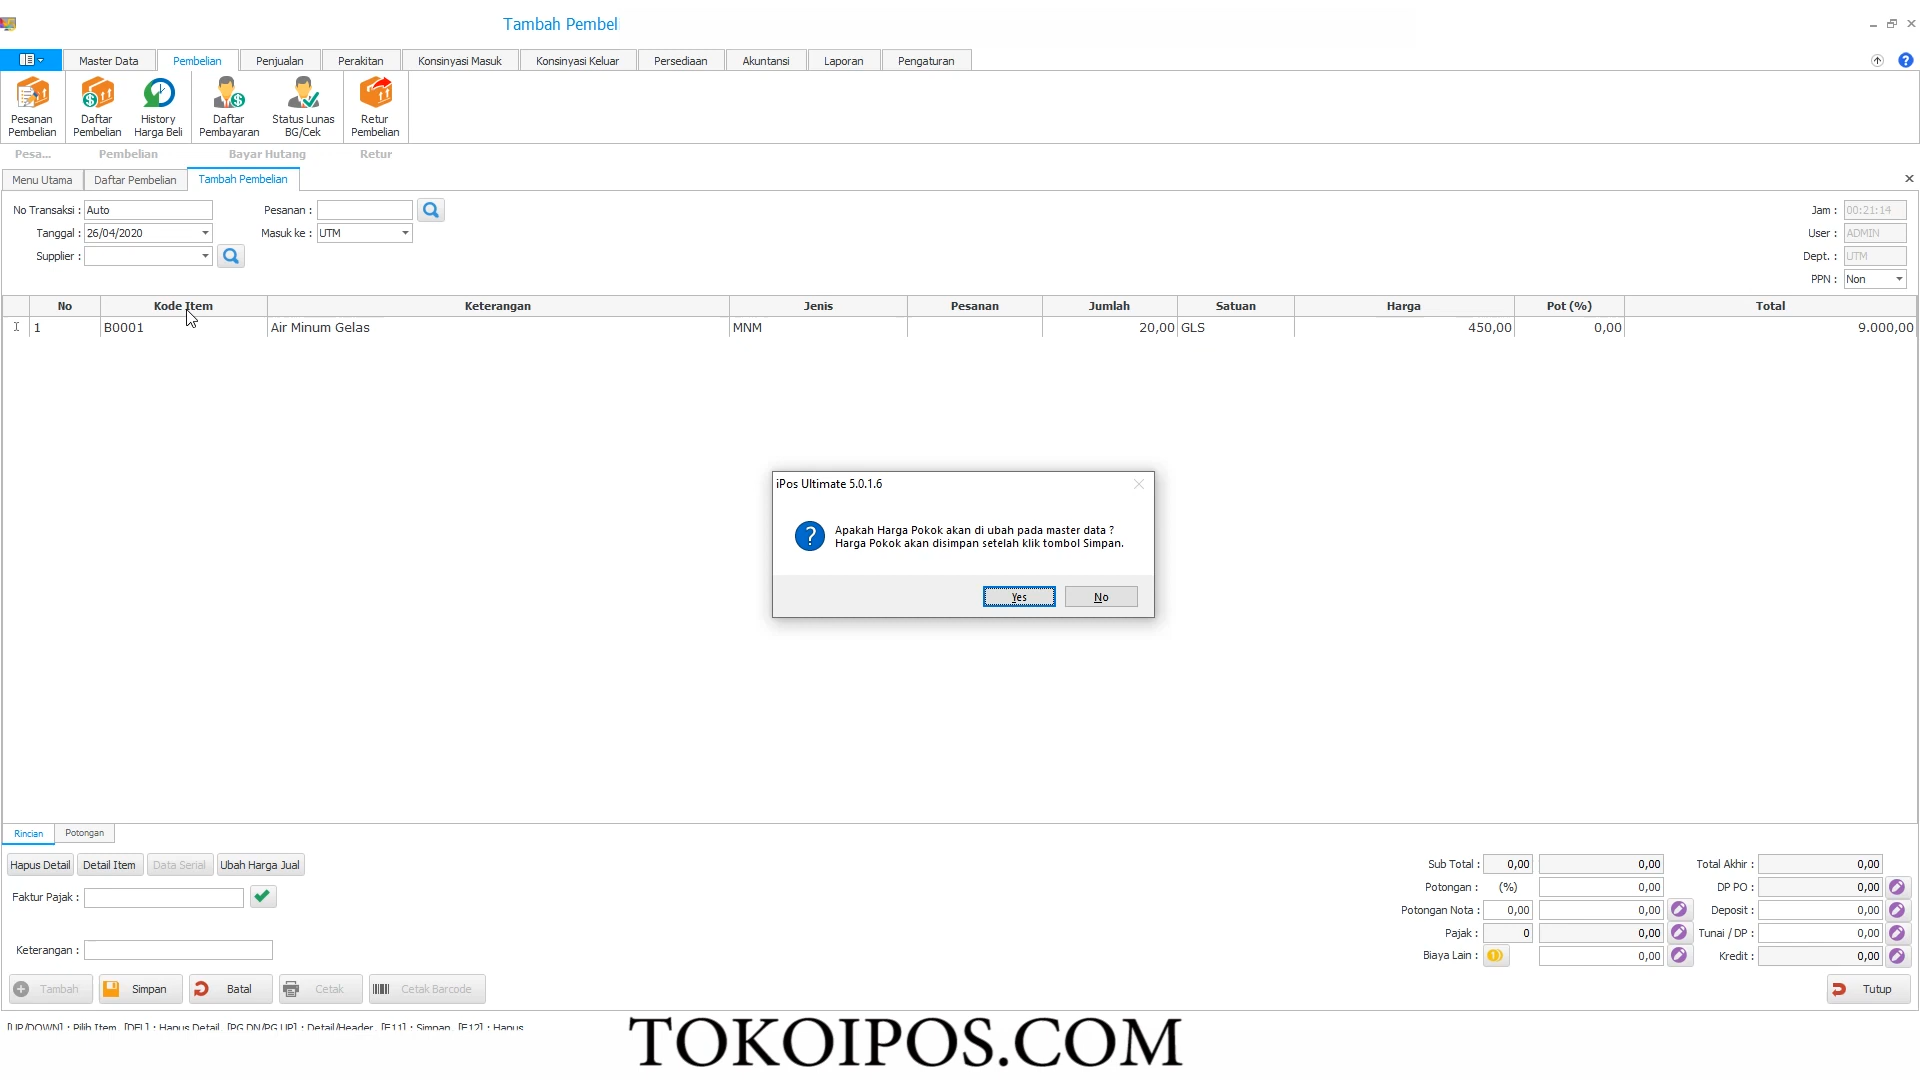 Tambah Pembel
Master Data Pembelian Penjualan Perakitan Konsinyasi Masuk Konsinyasi Keluar Persediaan Akuntansi Laporan Pengaturan
Pesanan Pembelian
Daftar Pembelian
History Harga Beli
Daftar Pembayaran
Status Lunas BG/Cek
Retur Pembelian
Pesa... Pembelian Bayar Hutang Retur
Menu Utama Daftar Pembelian Tambah Pembelian
No Transaksi : Auto Pesanan : Jam : 00:21:14
Tanggal : 26/04/2020 Masuk ke : UTM User : ADMIN
Supplier : Dept. : UTM
PPN : Non
No Kode Item Keterangan Jenis Pesanan Jumlah Satuan Harga Pot (%) Total
1 B0001 Air Minum Gelas MNM 20,00 GLS 450,00 0,00 9.000,00
iPos Ultimate 5.0.1.6
Apakah Harga Pokok akan di ubah pada master data ?
Harga Pokok akan disimpan setelah klik tombol Simpan.
Yes No
Rincian Potongan
Hapus Detail Detail Item Data Serial Ubah Harga Jual
Faktur Pajak :
Keterangan :
Sub Total : 0,00 0,00 Total Akhir : 0,00
Potongan : (%) 0,00 DP PO : 0,00
Potongan Nota : 0,00 0,00 Deposit : 0,00
Pajak : 0 0,00 Tunai / DP : 0,00
Biaya Lain : 0,00 Kredit : 0,00
Tambah Simpan Batal Cetak Cetak Barcode Tutup
[UP/DOWN] : Pilih Item, [DEL] : Hapus Detail, [PG DN/PG UP] : Detail/Header, [F11] : Simpan, [F12] : Hapus
TOKOIPOS.COM